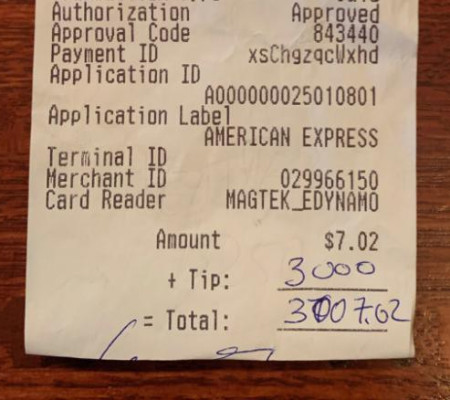 Authorization Approved
Approval Code 843440
Payment ID xsChgzqcWxhd
Application ID
A000000025010801
Application Label
AMERICAN EXPRESS
Terminal ID
Merchant ID 029966150
Card Reader MAGTEK_EDYNAMO
Amount $7.02
+ Tip: 3000
= Total: 3007.02